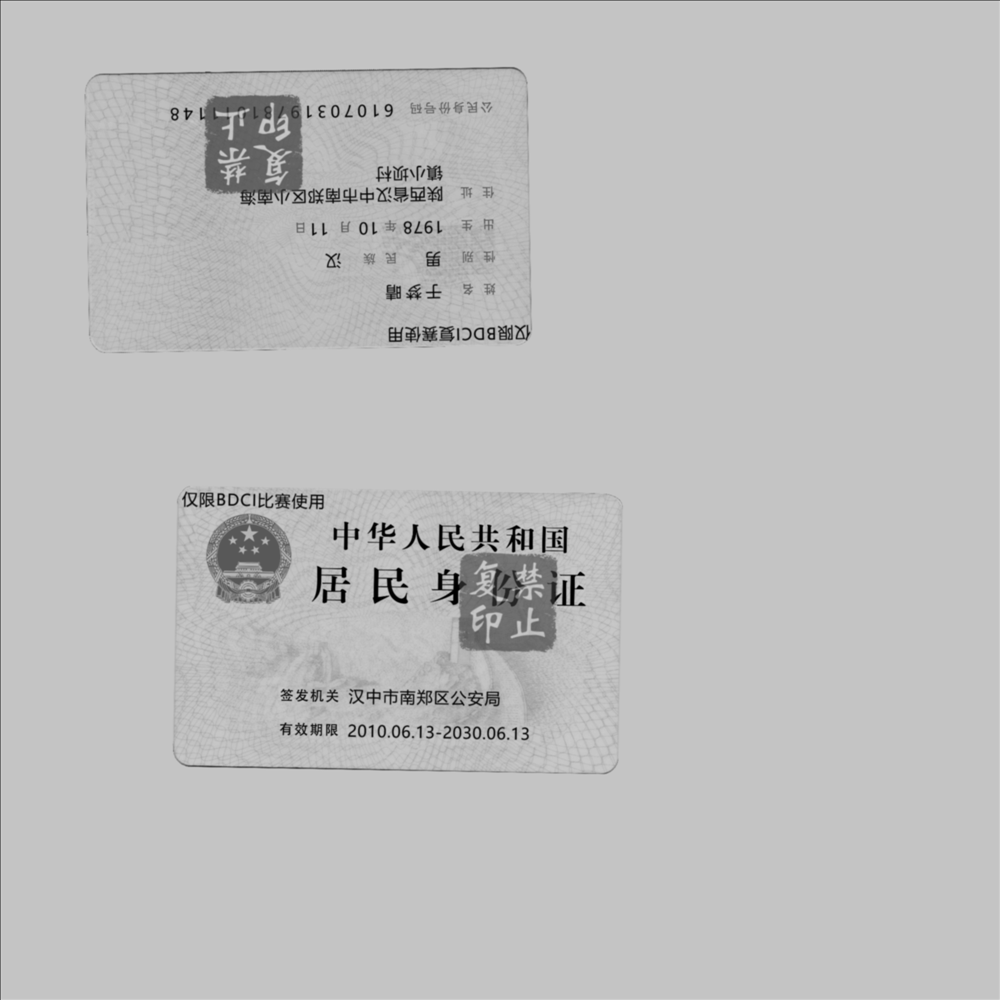 仅限BDCI复赛使用
姓名 于梦晴
性别 男 民族 汉
出生 1978 年 10 月 11 日
住址 陕西省汉中市南郑区小南海
镇小坝村
公民身份号码 610703197810111148
禁止
复印
仅限BDCI比赛使用
中华人民共和国
居民身份证
禁止
复印
签发机关 汉中市南郑区公安局
有效期限 2010.06.13-2030.06.13